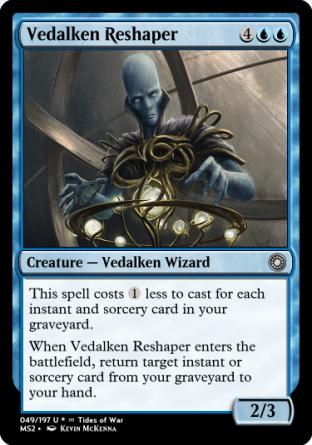 Vedalken Reshaper 4
Creature — Vedalken Wizard
This spell costs 1 less to cast for each
instant and sorcery card in your
graveyard.
When Vedalken Reshaper enters the
battlefield, return target instant or
sorcery card from your graveyard to
your hand.
049/197 U * Tides of War
MS2 • Kevin McKenna
2/3